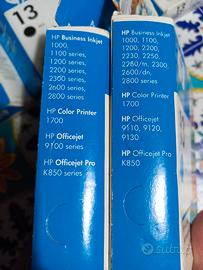 13
HP Business Inkjet
1000,
1100 series,
1200 series,
2200 series,
2300 series,
2600 series,
2800 series
HP Color Printer
1700
HP Officejet
9100 series
HP Officejet Pro
K850 series
HP Business Inkjet
1000, 1100,
1200, 2200,
2230, 2250,
2280/n, 2300,
2600/dn,
2800 series
HP Color Printer
1700
HP Officejet
9110, 9120,
9130
HP Officejet Pro
K850
subito